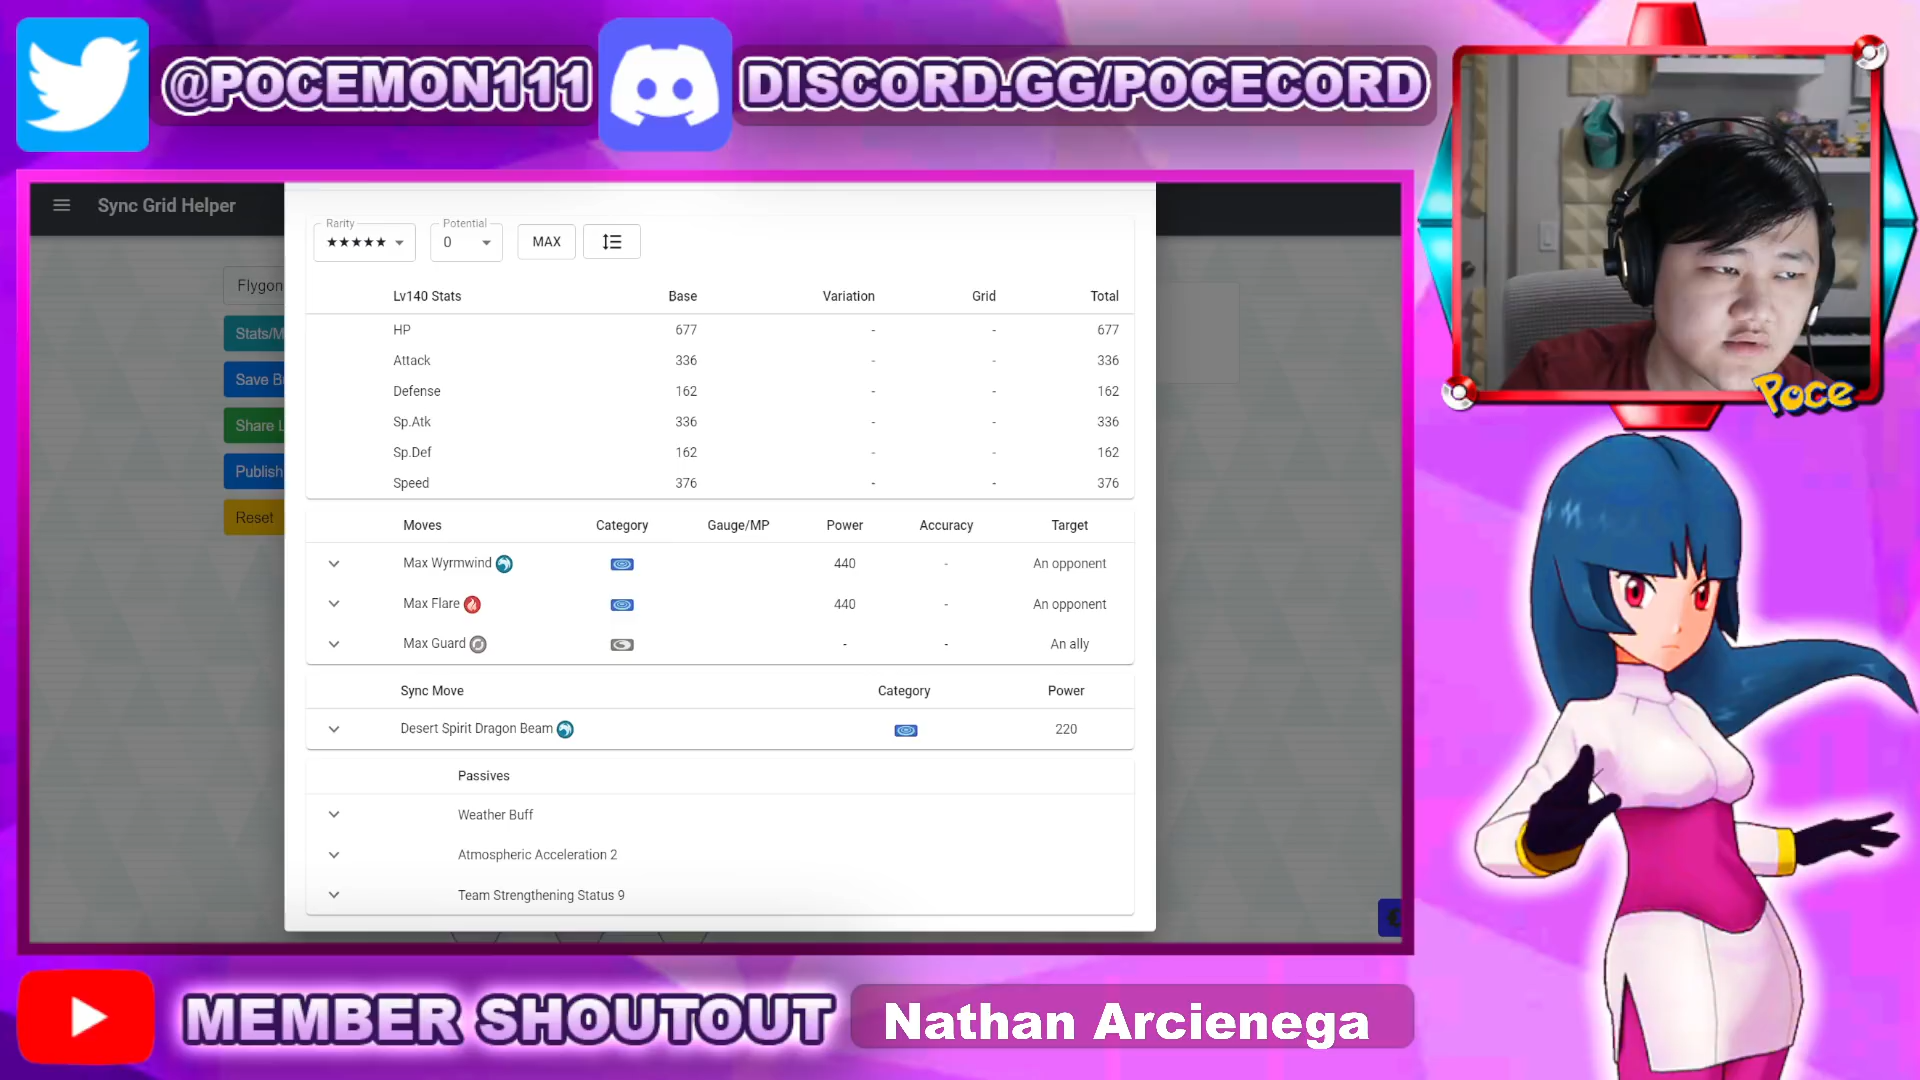 @POCEMON111 DISCORD.GG/POCECORD
Sync Grid Helper
Flygon
Stats/M
Save B
Share L
Publish
Reset
Rarity Potential
★★★★★ 0 MAX
Lv140 Stats Base Variation Grid Total
HP 677 - - 677
Attack 336 - - 336
Defense 162 - - 162
Sp.Atk 336 - - 336
Sp.Def 162 - - 162
Speed 376 - - 376
Moves Category Gauge/MP Power Accuracy Target
Max Wyrmwind 440 - An opponent
Max Flare 440 - An opponent
Max Guard - - An ally
Sync Move Category Power
Desert Spirit Dragon Beam 220
Passives
Weather Buff
Atmospheric Acceleration 2
Team Strengthening Status 9
Poce
MEMBER SHOUTOUT Nathan Arcienega